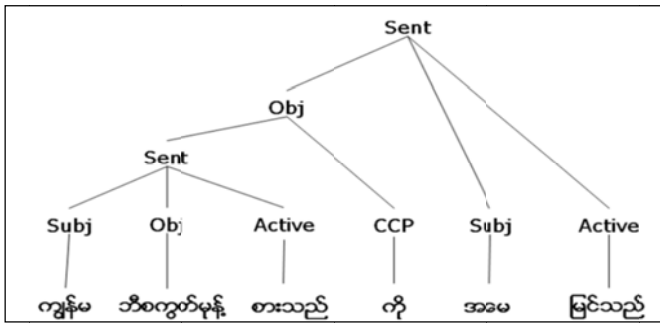 Sent
Obj
Sent
Subj Obj Active CCP Subj Active
ကျွန်မ ဘီစကွတ်မုန့် စားသည် ကို အမေ မြင်သည်